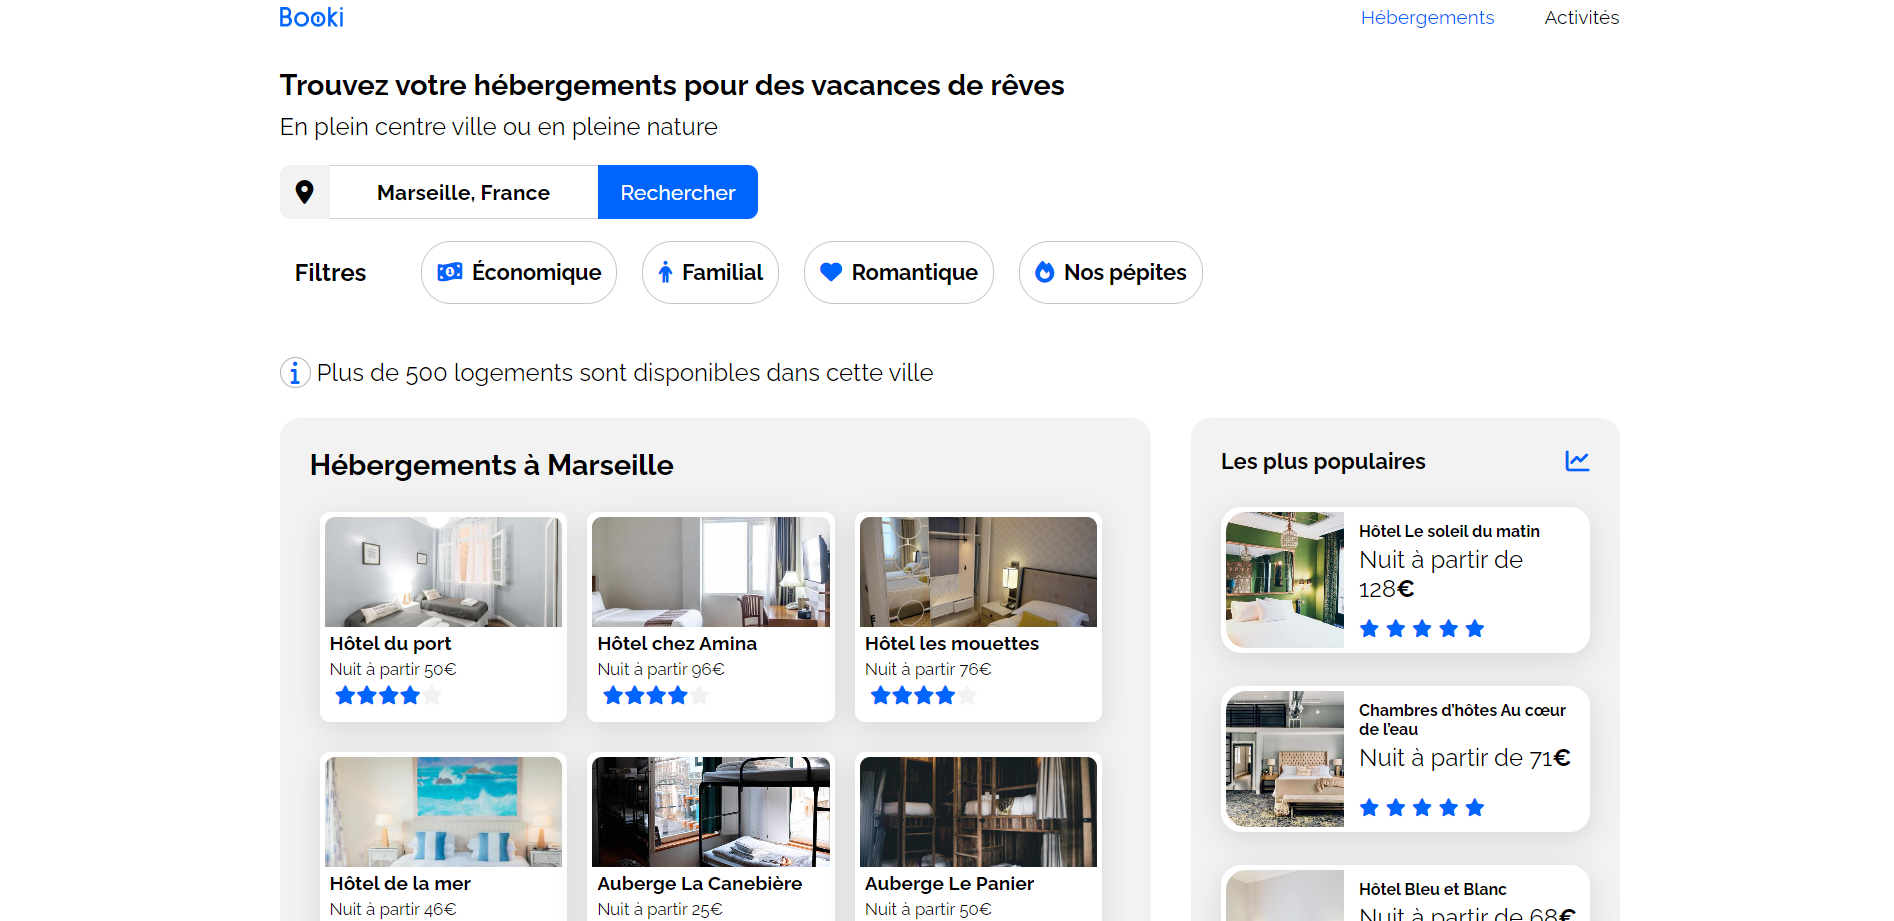 Booki
Hébergements
Activités
Trouvez votre hébergements pour des vacances de rêves
En plein centre ville ou en pleine nature
Marseille, France
Rechercher
Filtres
Économique
Familial
Romantique
Nos pépites
Plus de 500 logements sont disponibles dans cette ville
Hébergements à Marseille
Hôtel du port
Nuit à partir 50€
Hôtel chez Amina
Nuit à partir 96€
Hôtel les mouettes
Nuit à partir 76€
Hôtel de la mer
Nuit à partir 46€
Auberge La Canebière
Nuit à partir 25€
Auberge Le Panier
Nuit à partir 50€
Les plus populaires
Hôtel Le soleil du matin
Nuit à partir de
128€
Chambres d’hôtes Au cœur
de l’eau
Nuit à partir de 71€
Hôtel Bleu et Blanc
Nuit à partir de 68€